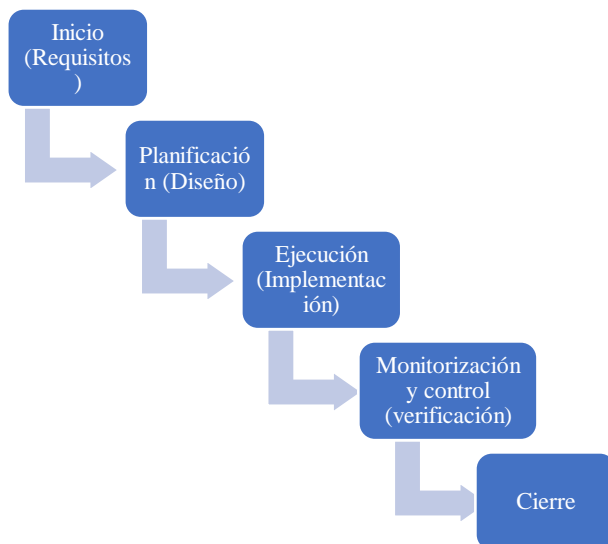 Inicio
(Requisitos
)
Planificació
n (Diseño)
Ejecución
(Implementac
ión)
Monitorización
y control
(verificación)
Cierre